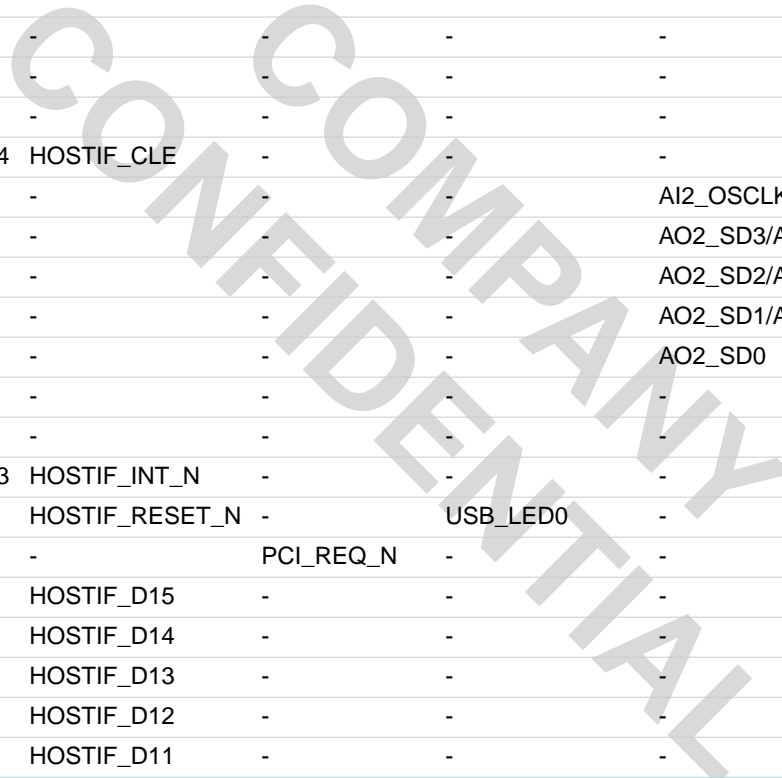 - - - -
- - - -
- - - -
4 HOSTIF_CLE - - -
- - - AI2_OSCLK
- - - AO2_SD3/A
- - - AO2_SD2/A
- - - AO2_SD1/A
- - - AO2_SD0
- - - -
- - - -
3 HOSTIF_INT_N - - -
HOSTIF_RESET_N - USB_LED0 -
- PCI_REQ_N - -
HOSTIF_D15 - - -
HOSTIF_D14 - - -
HOSTIF_D13 - - -
HOSTIF_D12 - - -
HOSTIF_D11 - - -
COMPANY
CONFIDENTIAL